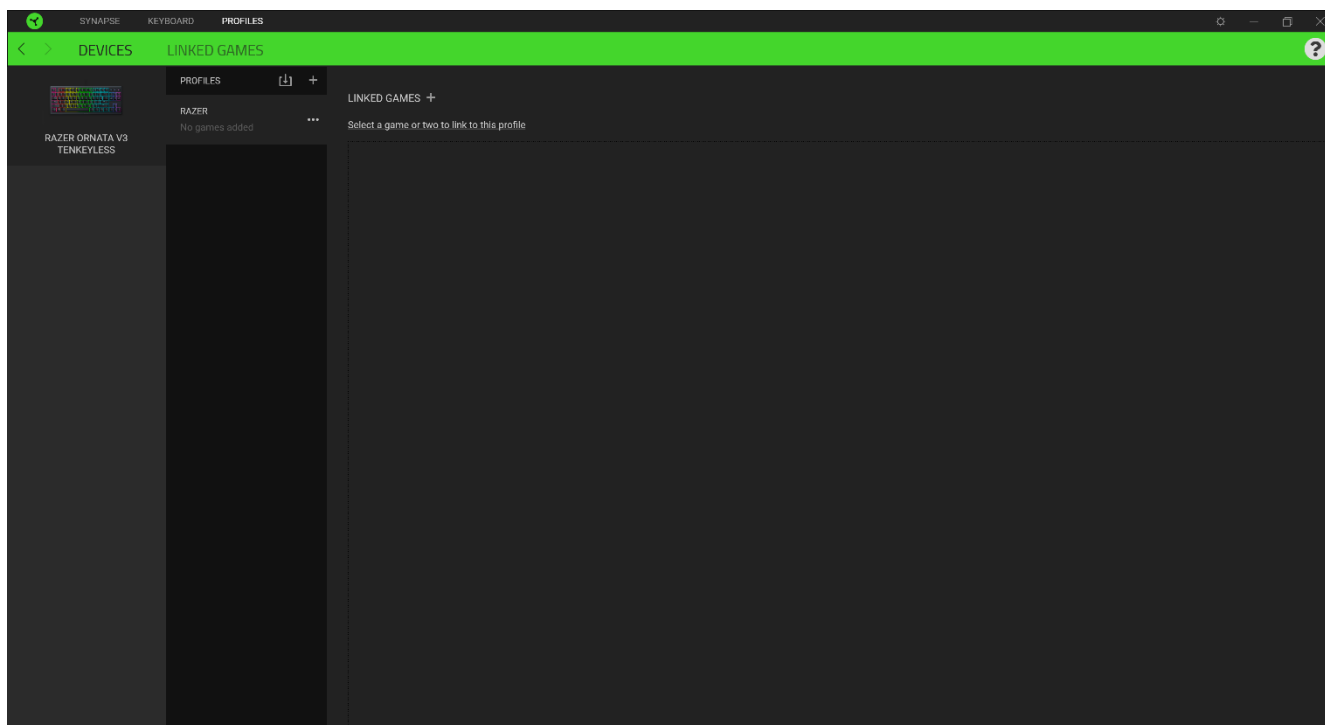 SYNAPSE KEYBOARD PROFILES
DEVICES LINKED GAMES
?
RAZER ORNATA V3
TENKEYLESS
PROFILES
RAZER
No games added
LINKED GAMES +
Select a game or two to link to this profile